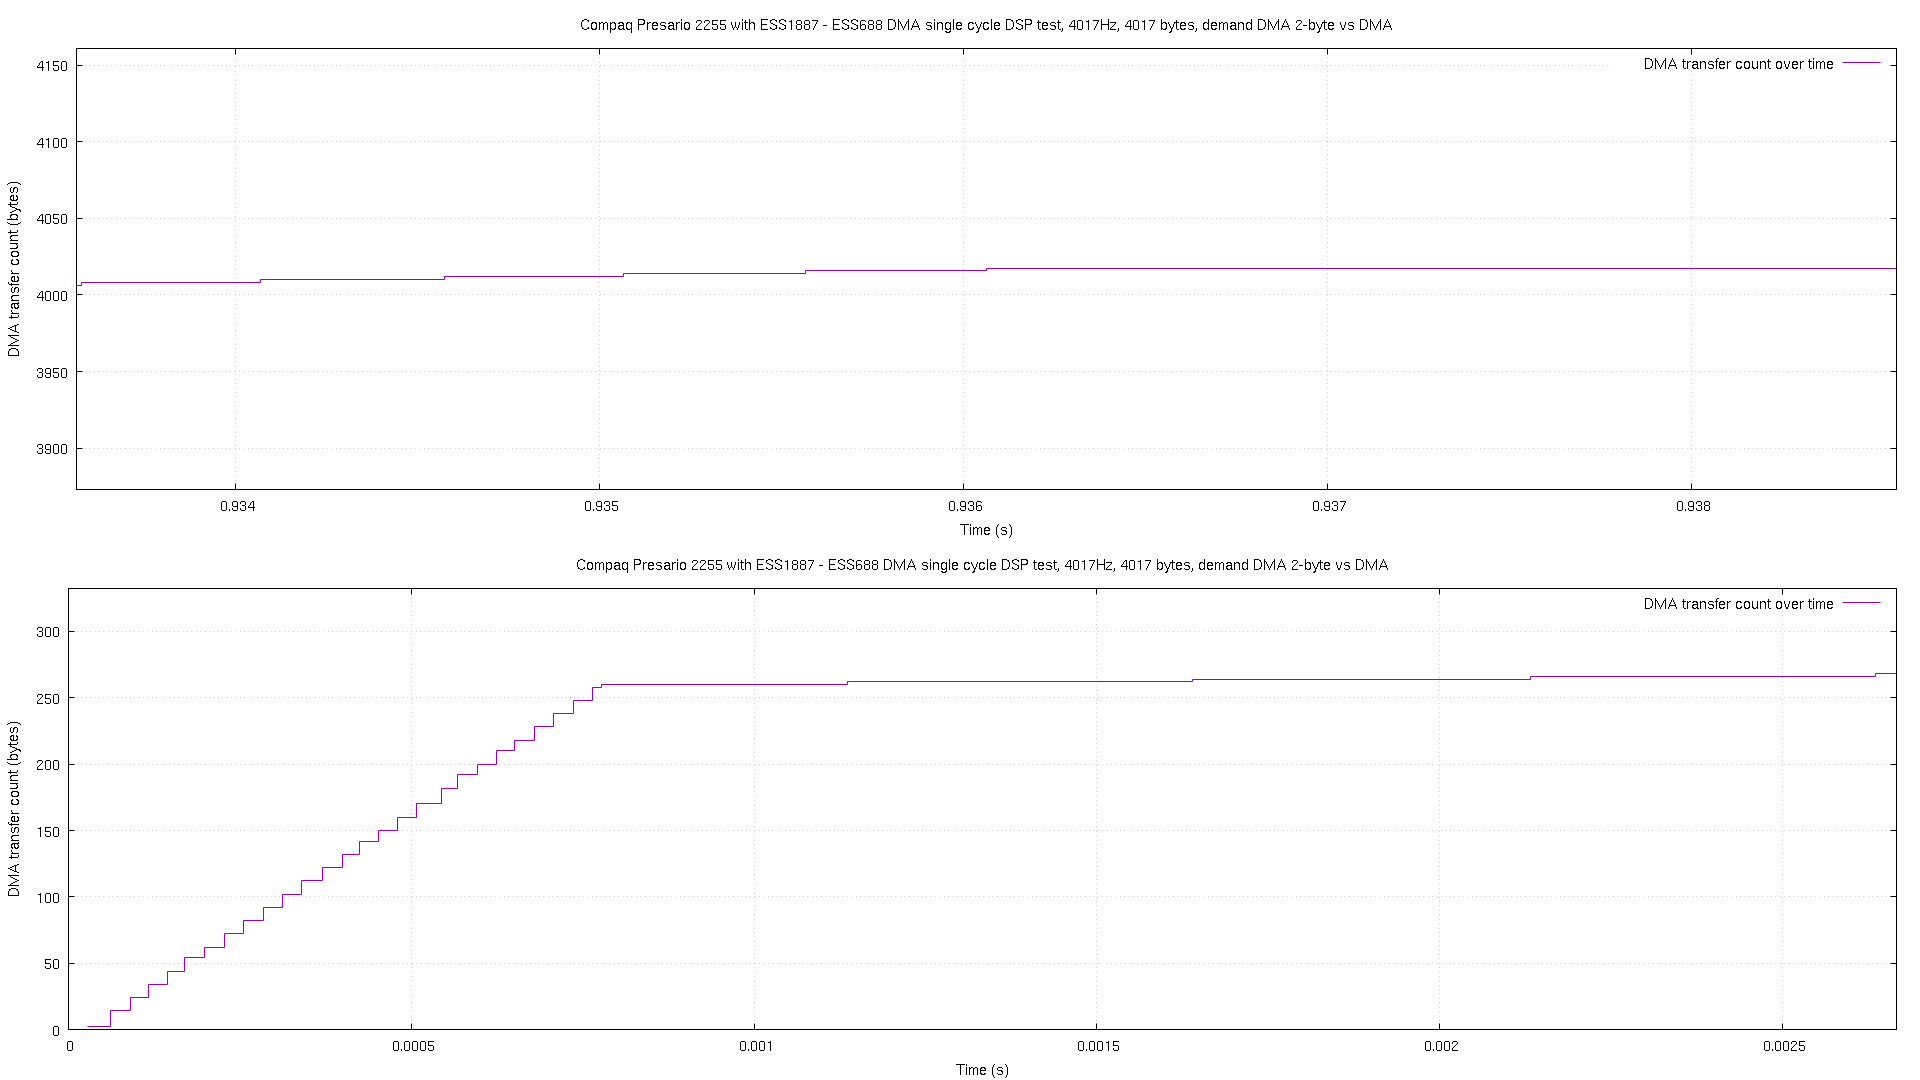 Compaq Presario 2255 with ESS1887 - ESS688 DMA single cycle DSP test, 4017Hz, 4017 bytes, demand DMA 2-byte vs DMA
DMA transfer count over time
4150
4100
4050
4000
3950
3900
DMA transfer count (bytes)
0.934 0.935 0.936 0.937 0.938
Time (s)
Compaq Presario 2255 with ESS1887 - ESS688 DMA single cycle DSP test, 4017Hz, 4017 bytes, demand DMA 2-byte vs DMA
DMA transfer count over time
300
250
200
150
100
50
0
DMA transfer count (bytes)
0 0.0005 0.001 0.0015 0.002 0.0025
Time (s)